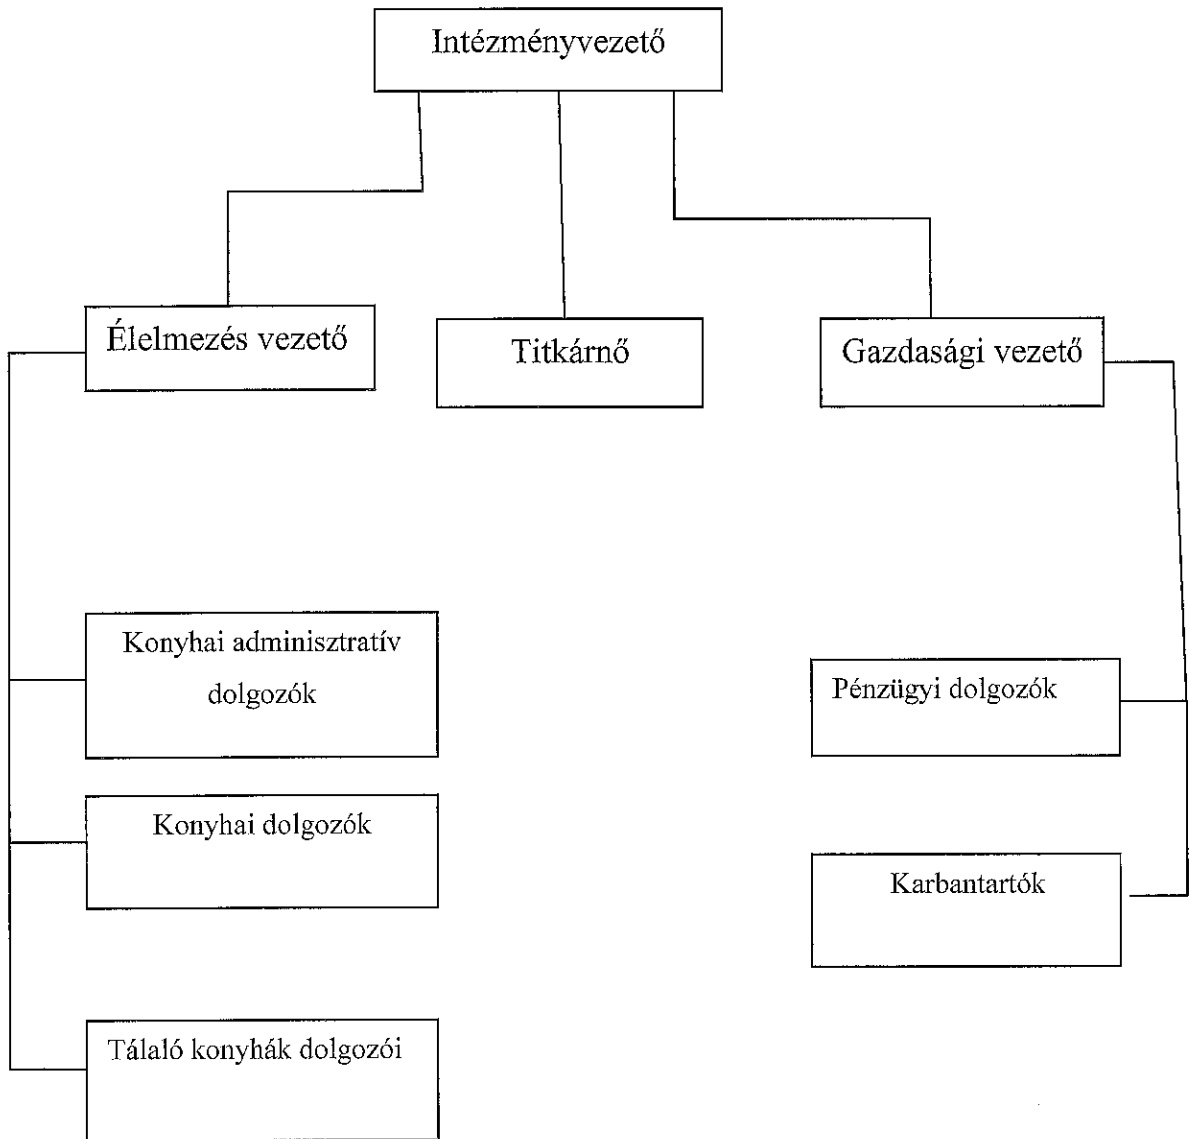 Intézményvezető
Élelmezés vezető
Titkárnő
Gazdasági vezető
Konyhai adminisztratív
dolgozók
Pénzügyi dolgozók
Konyhai dolgozók
Karbantartók
Tálaló konyhák dolgozói